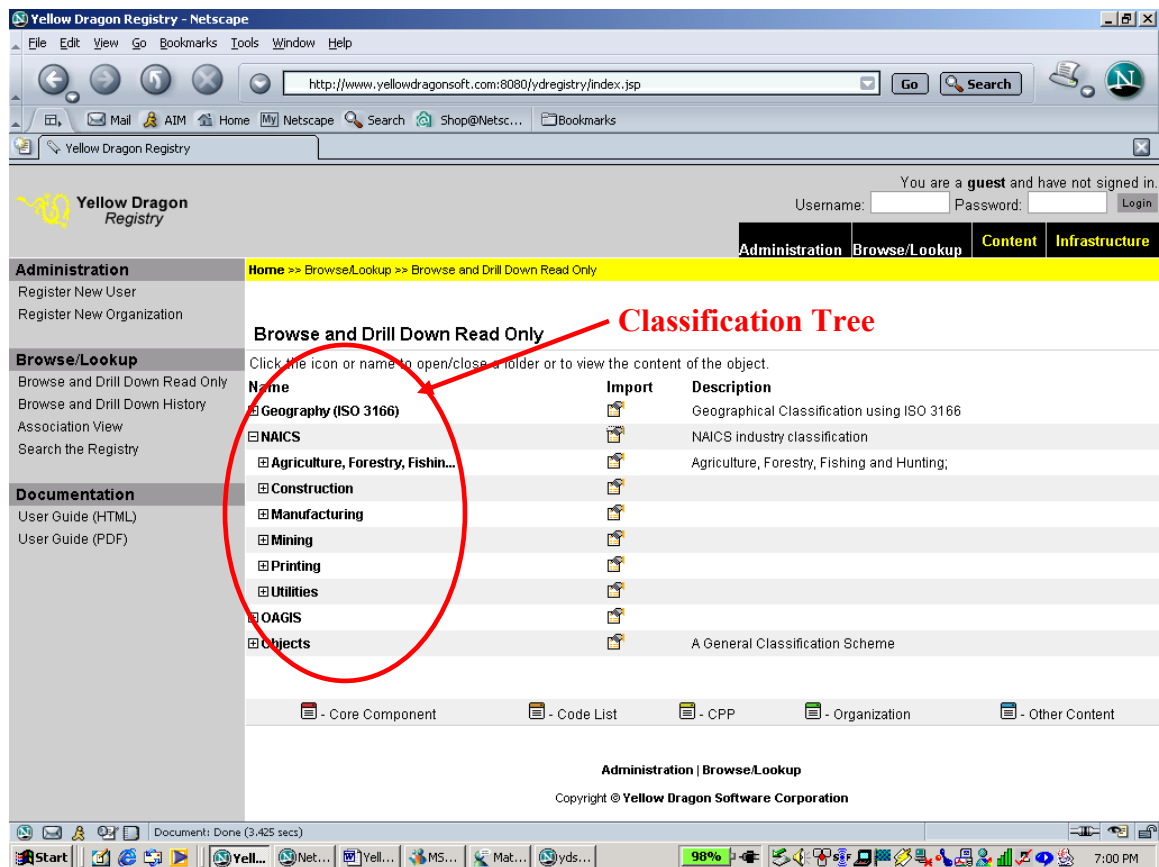 Yellow Dragon Registry - Netscape
File Edit View Go Bookmarks Tools Window Help
http://www.yellowdragonsoft.com:8080/ydregistry/index.jsp Go Search N
Mail AIM Home My Netscape Search Shop@Netsc... Bookmarks
Yellow Dragon Registry
You are a guest and have not signed in.
Yellow Dragon
Registry
Username: Password: Login
Administration Browse/Lookup Content Infrastructure
Administration
Register New User
Register New Organization
Browse/Lookup
Browse and Drill Down Read Only
Browse and Drill Down History
Association View
Search the Registry
Documentation
User Guide (HTML)
User Guide (PDF)
Home >> Browse/Lookup >> Browse and Drill Down Read Only
Classification Tree
Browse and Drill Down Read Only
Click the icon or name to open/close a folder or to view the content of the object.
Name Import Description
Geography (ISO 3166) Geographical Classification using ISO 3166
NAICS NAICS industry classification
Agriculture, Forestry, Fishin... Agriculture, Forestry, Fishing and Hunting;
Construction
Manufacturing
Mining
Printing
Utilities
OAGIS
Objects A General Classification Scheme
- Core Component - Code List - CPP - Organization - Other Content
Administration | Browse/Lookup
Copyright © Yellow Dragon Software Corporation
Document: Done (3.425 secs)
Start Yell... Net... Yell... MS... Mat... yds... 98% 7:00 PM